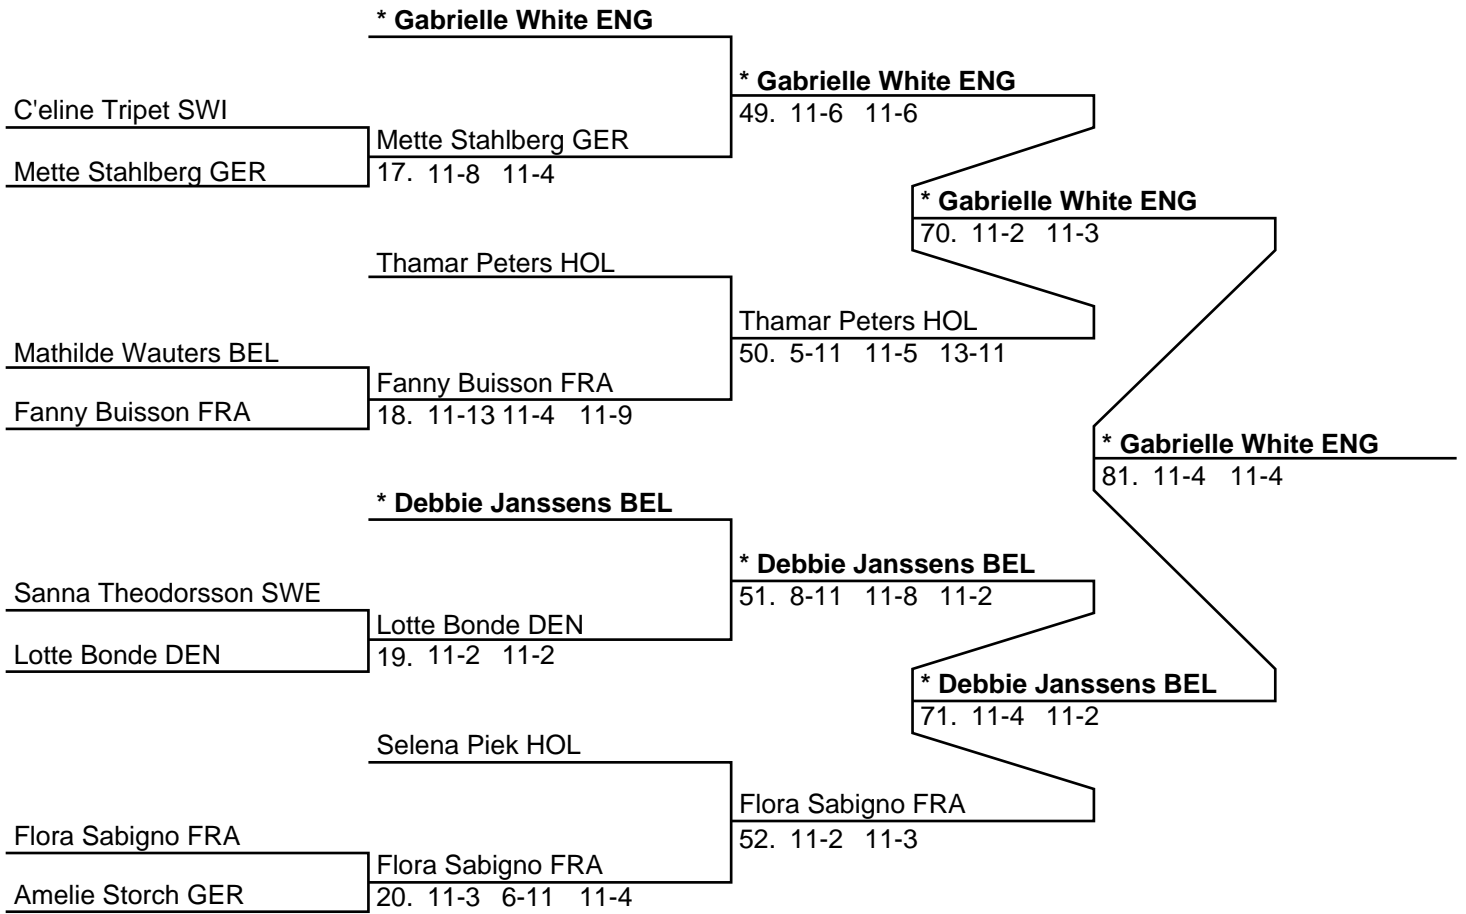 * Gabrielle White ENG
* Gabrielle White ENG
C'eline Tripet SWI
49. 11-6 11-6
Mette Stahlberg GER
Mette Stahlberg GER
17. 11-8 11-4
* Gabrielle White ENG
70. 11-2 11-3
Thamar Peters HOL
Thamar Peters HOL
Mathilde Wauters BEL
50. 5-11 11-5 13-11
Fanny Buisson FRA
Fanny Buisson FRA
18. 11-13 11-4 11-9
* Gabrielle White ENG
81. 11-4 11-4
* Debbie Janssens BEL
* Debbie Janssens BEL
Sanna Theodorsson SWE
51. 8-11 11-8 11-2
Lotte Bonde DEN
Lotte Bonde DEN
19. 11-2 11-2
* Debbie Janssens BEL
71. 11-4 11-2
Selena Piek HOL
Flora Sabigno FRA
Flora Sabigno FRA
52. 11-2 11-3
Flora Sabigno FRA
Amelie Storch GER
20. 11-3 6-11 11-4